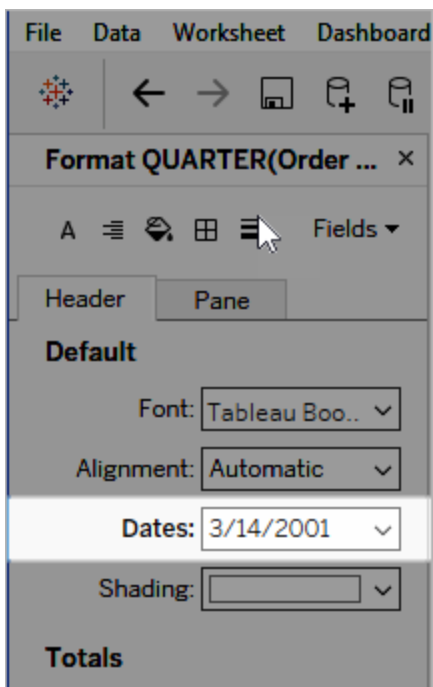 File Data Worksheet Dashboard
Format QUARTER(Order ... ×
A Fields
Header Pane
Default
Font: Tableau Boo..
Alignment: Automatic
Dates: 3/14/2001
Shading:
Totals